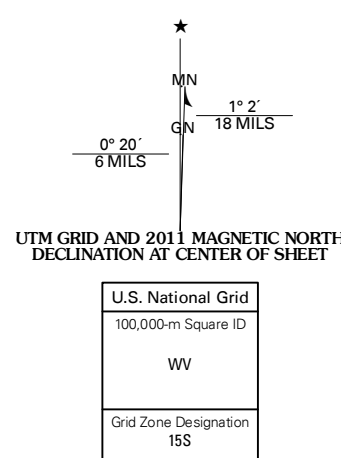 ★
MN
1° 2´
18 MILS
GN
0° 20´
6 MILS
UTM GRID AND 2011 MAGNETIC NORTH
DECLINATION AT CENTER OF SHEET
U.S. National Grid
100,000-m Square ID
WV
Grid Zone Designation
15S